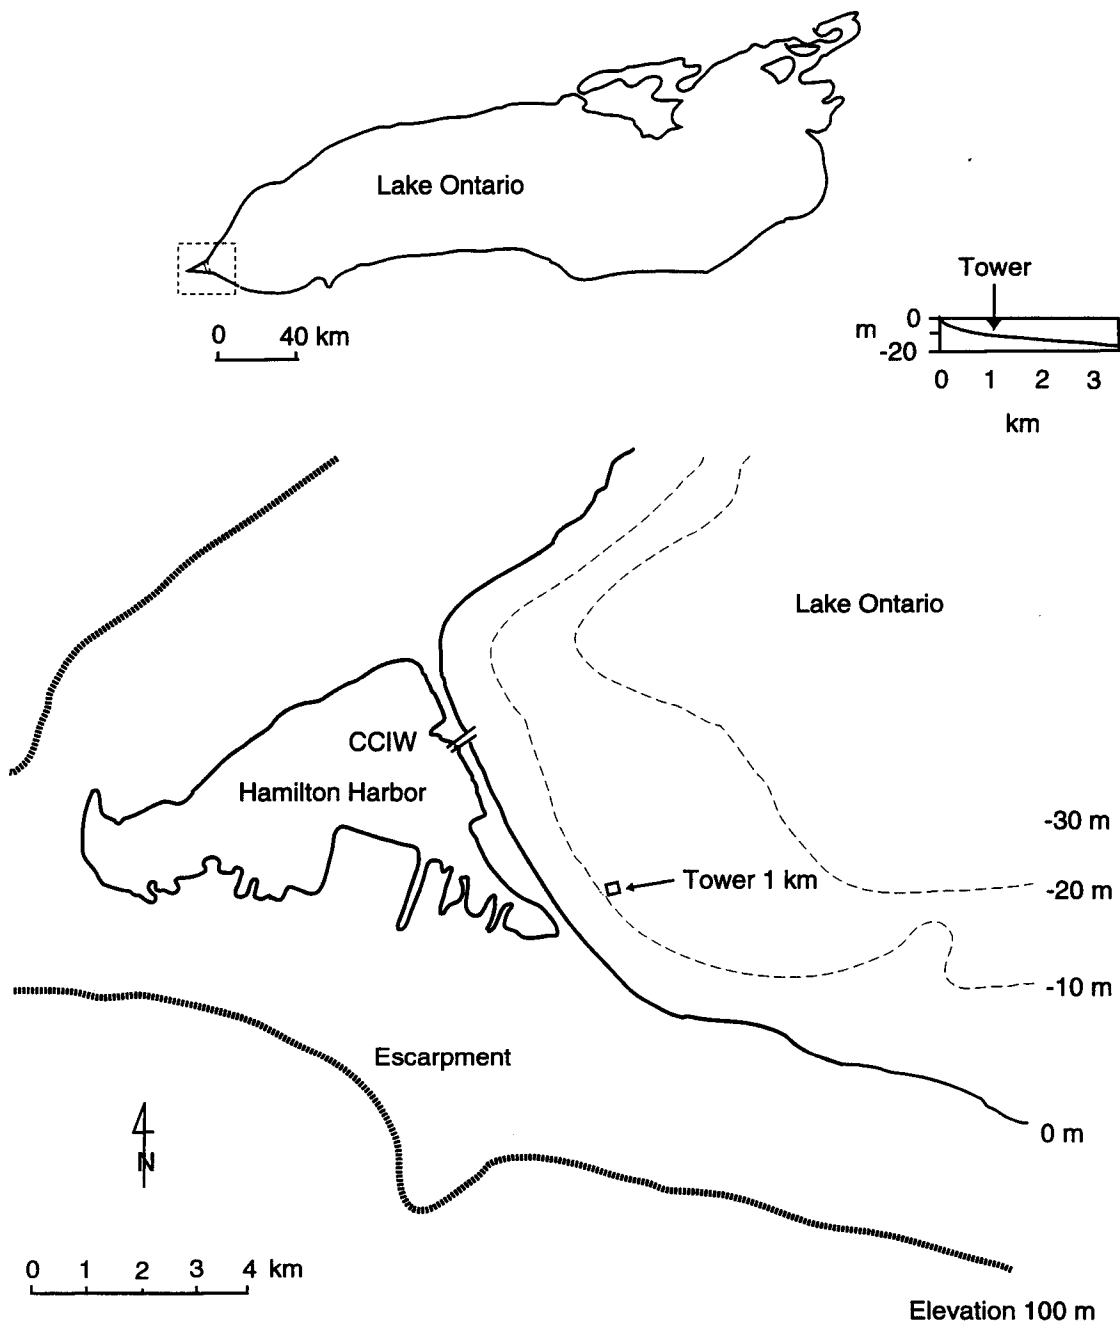 Lake Ontario
0 40 km
Tower
m
0
-20
0 1 2 3
km
Lake Ontario
CCIW
Hamilton Harbor
-30 m
Tower 1 km
-20 m
-10 m
Escarpment
0 m
N
0 1 2 3 4 km
Elevation 100 m